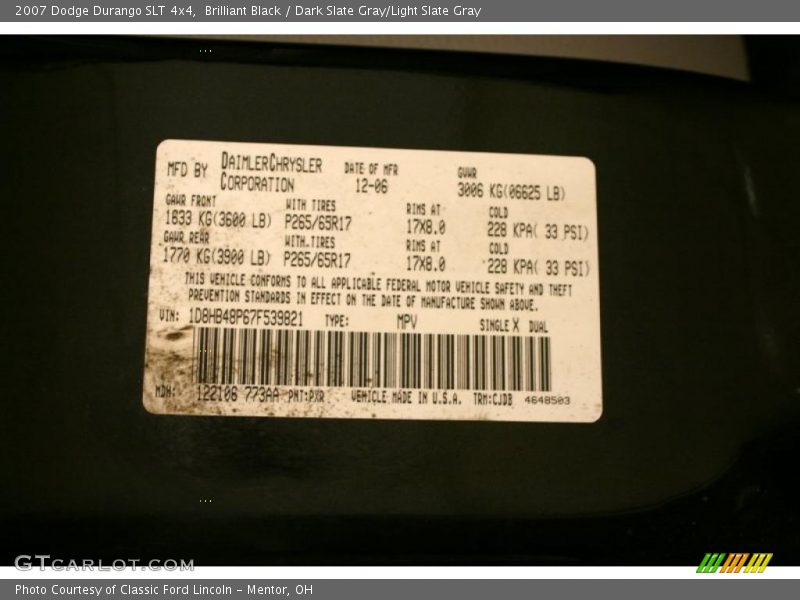 2007 Dodge Durango SLT 4x4,  Brilliant Black / Dark Slate Gray/Light Slate Gray
MFD BY DAIMLERCHRYSLER CORPORATION DATE OF MFR 12-06 GVWR 3006 KG(06625 LB)
GAWR FRONT WITH TIRES RIMS AT COLD
1633 KG(3600 LB) P265/65R17 17X8.0 228 KPA( 33 PSI)
GAWR REAR WITH TIRES RIMS AT COLD
1770 KG(3900 LB) P265/65R17 17X8.0 228 KPA( 33 PSI)
THIS VEHICLE CONFORMS TO ALL APPLICABLE FEDERAL MOTOR VEHICLE SAFETY AND THEFT
PREVENTION STANDARDS IN EFFECT ON THE DATE OF MANUFACTURE SHOWN ABOVE.
VIN: 1D8HB48P67F539821 TYPE: MPV SINGLE X DUAL
MDH: 122106 773AA PNT:PXR VEHICLE MADE IN U.S.A. TRM:CJDB 4648503
GTCARLOT.COM
Photo Courtesy of Classic Ford Lincoln - Mentor, OH